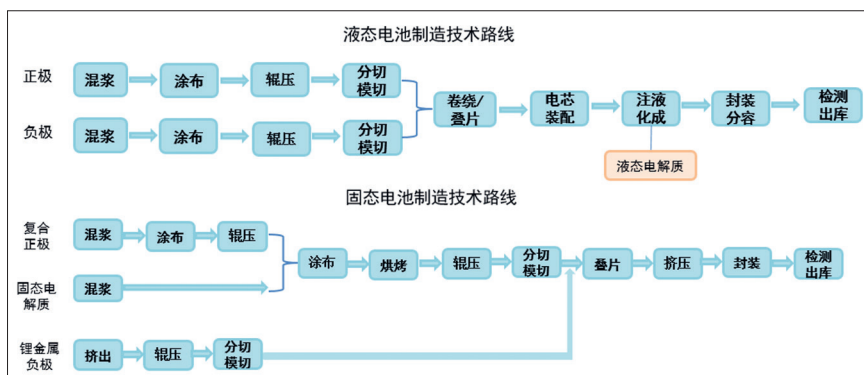 液态电池制造技术路线
正极
混浆
涂布
辊压
分切
模切
负极
混浆
涂布
辊压
分切
模切
卷绕/
叠片
电芯
装配
注液
化成
封装
分容
检测
出库
液态电解质
固态电池制造技术路线
复合
正极
混浆
涂布
辊压
固态电
解质
混浆
涂布
烘烤
辊压
分切
模切
叠片
挤压
封装
检测
出库
锂金属
负极
挤出
辊压
分切
模切